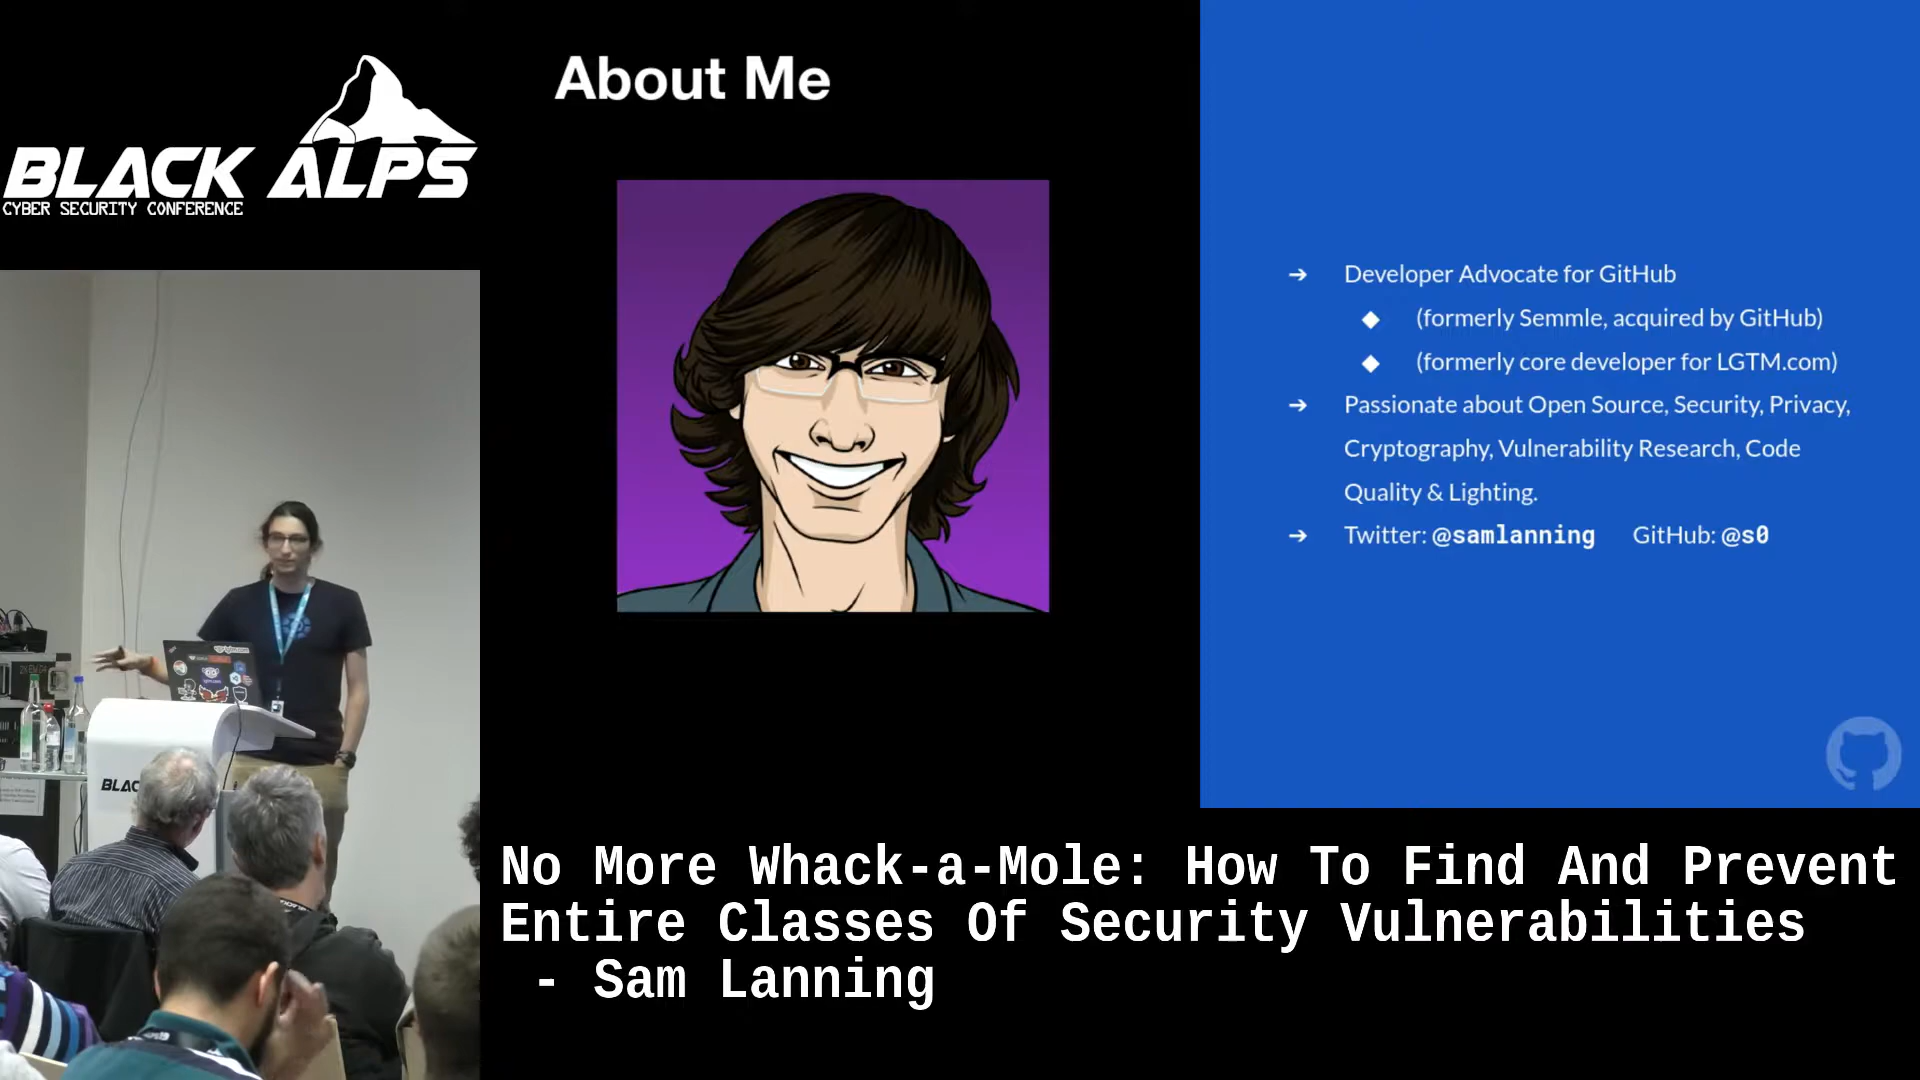 BLACK ALPS
CYBER SECURITY CONFERENCE
About Me
➔ Developer Advocate for GitHub
◆ (formerly Semmle, acquired by GitHub)
◆ (formerly core developer for LGTM.com)
➔ Passionate about Open Source, Security, Privacy,
Cryptography, Vulnerability Research, Code
Quality & Lighting.
➔ Twitter: @samlanning GitHub: @s0
BLAC
No More Whack-a-Mole: How To Find And Prevent
Entire Classes Of Security Vulnerabilities
- Sam Lanning